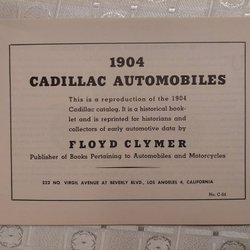 1904
CADILLAC AUTOMOBILES
This is a reproduction of the 1904
Cadillac catalog. It is a historical book-
let and is reprinted for historians and
collectors of early automotive data by
FLOYD CLYMER
Publisher of Books Pertaining to Automobiles and Motorcycles
222 NO. VIRGIL AVENUE AT BEVERLY BLVD., LOS ANGELES 4, CALIFORNIA
No. C-54